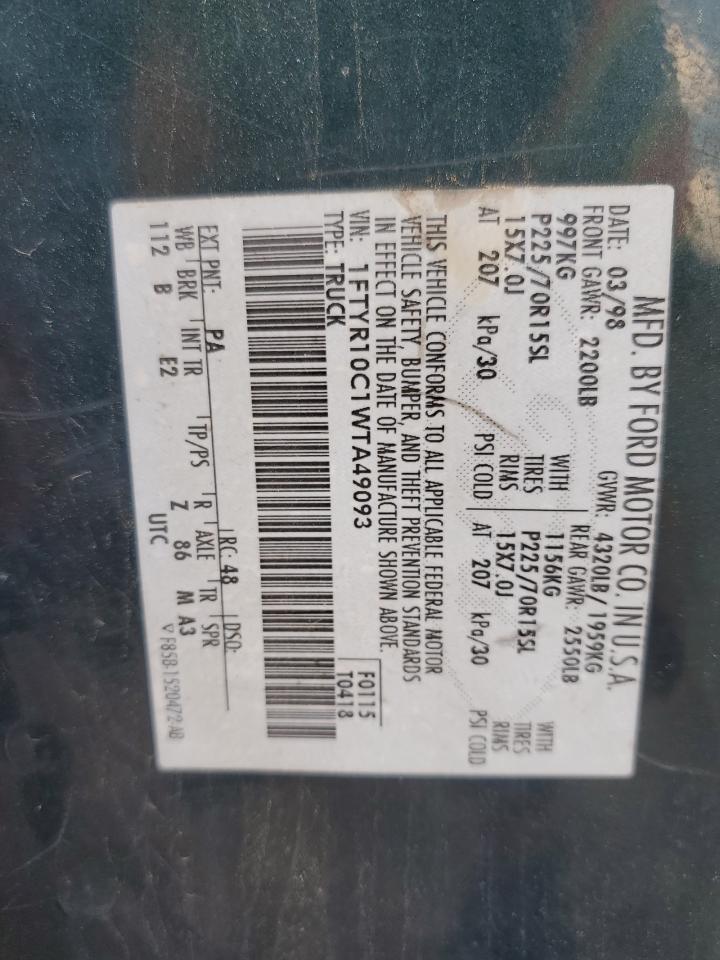 MFD. BY FORD MOTOR CO. IN U.S.A.
DATE: 03/98 GVWR: 4320LB / 1959KG
FRONT GAWR: 2200LB REAR GAWR: 2550LB
997KG WITH 1156KG WITH
P225/70R15SL TIRES P225/70R15SL TIRES
15X7.0J RIMS 15X7.0J RIMS
AT 207 kPa/30 PSI COLD AT 207 kPa/30 PSI COLD
THIS VEHICLE CONFORMS TO ALL APPLICABLE FEDERAL MOTOR
VEHICLE SAFETY, BUMPER, AND THEFT PREVENTION STANDARDS
IN EFFECT ON THE DATE OF MANUFACTURE SHOWN ABOVE.
VIN: 1FTYR10C1WTA49093 F0115
TYPE: TRUCK T0418
EXT PNT: PA RC: 48 DSO:
WB BRK INT TR TP/PS R AXLE TR SPR
112 B E2 Z 86 M A3
UTC ▽ F85B-1520472-AB